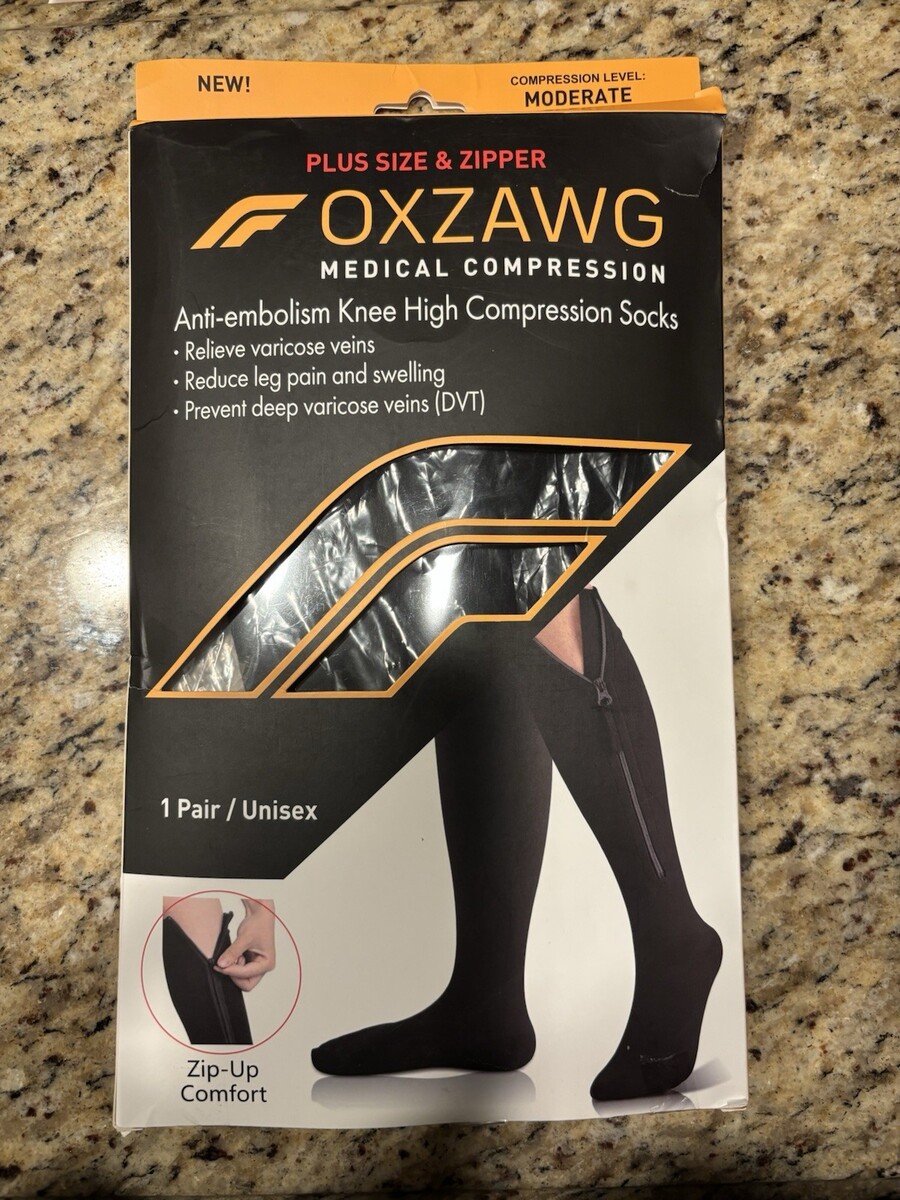 NEW!
COMPRESSION LEVEL:
MODERATE
PLUS SIZE & ZIPPER
OXZAWG
MEDICAL COMPRESSION
Anti-embolism Knee High Compression Socks
• Relieve varicose veins
• Reduce leg pain and swelling
• Prevent deep varicose veins (DVT)
1 Pair / Unisex
Zip-Up
Comfort